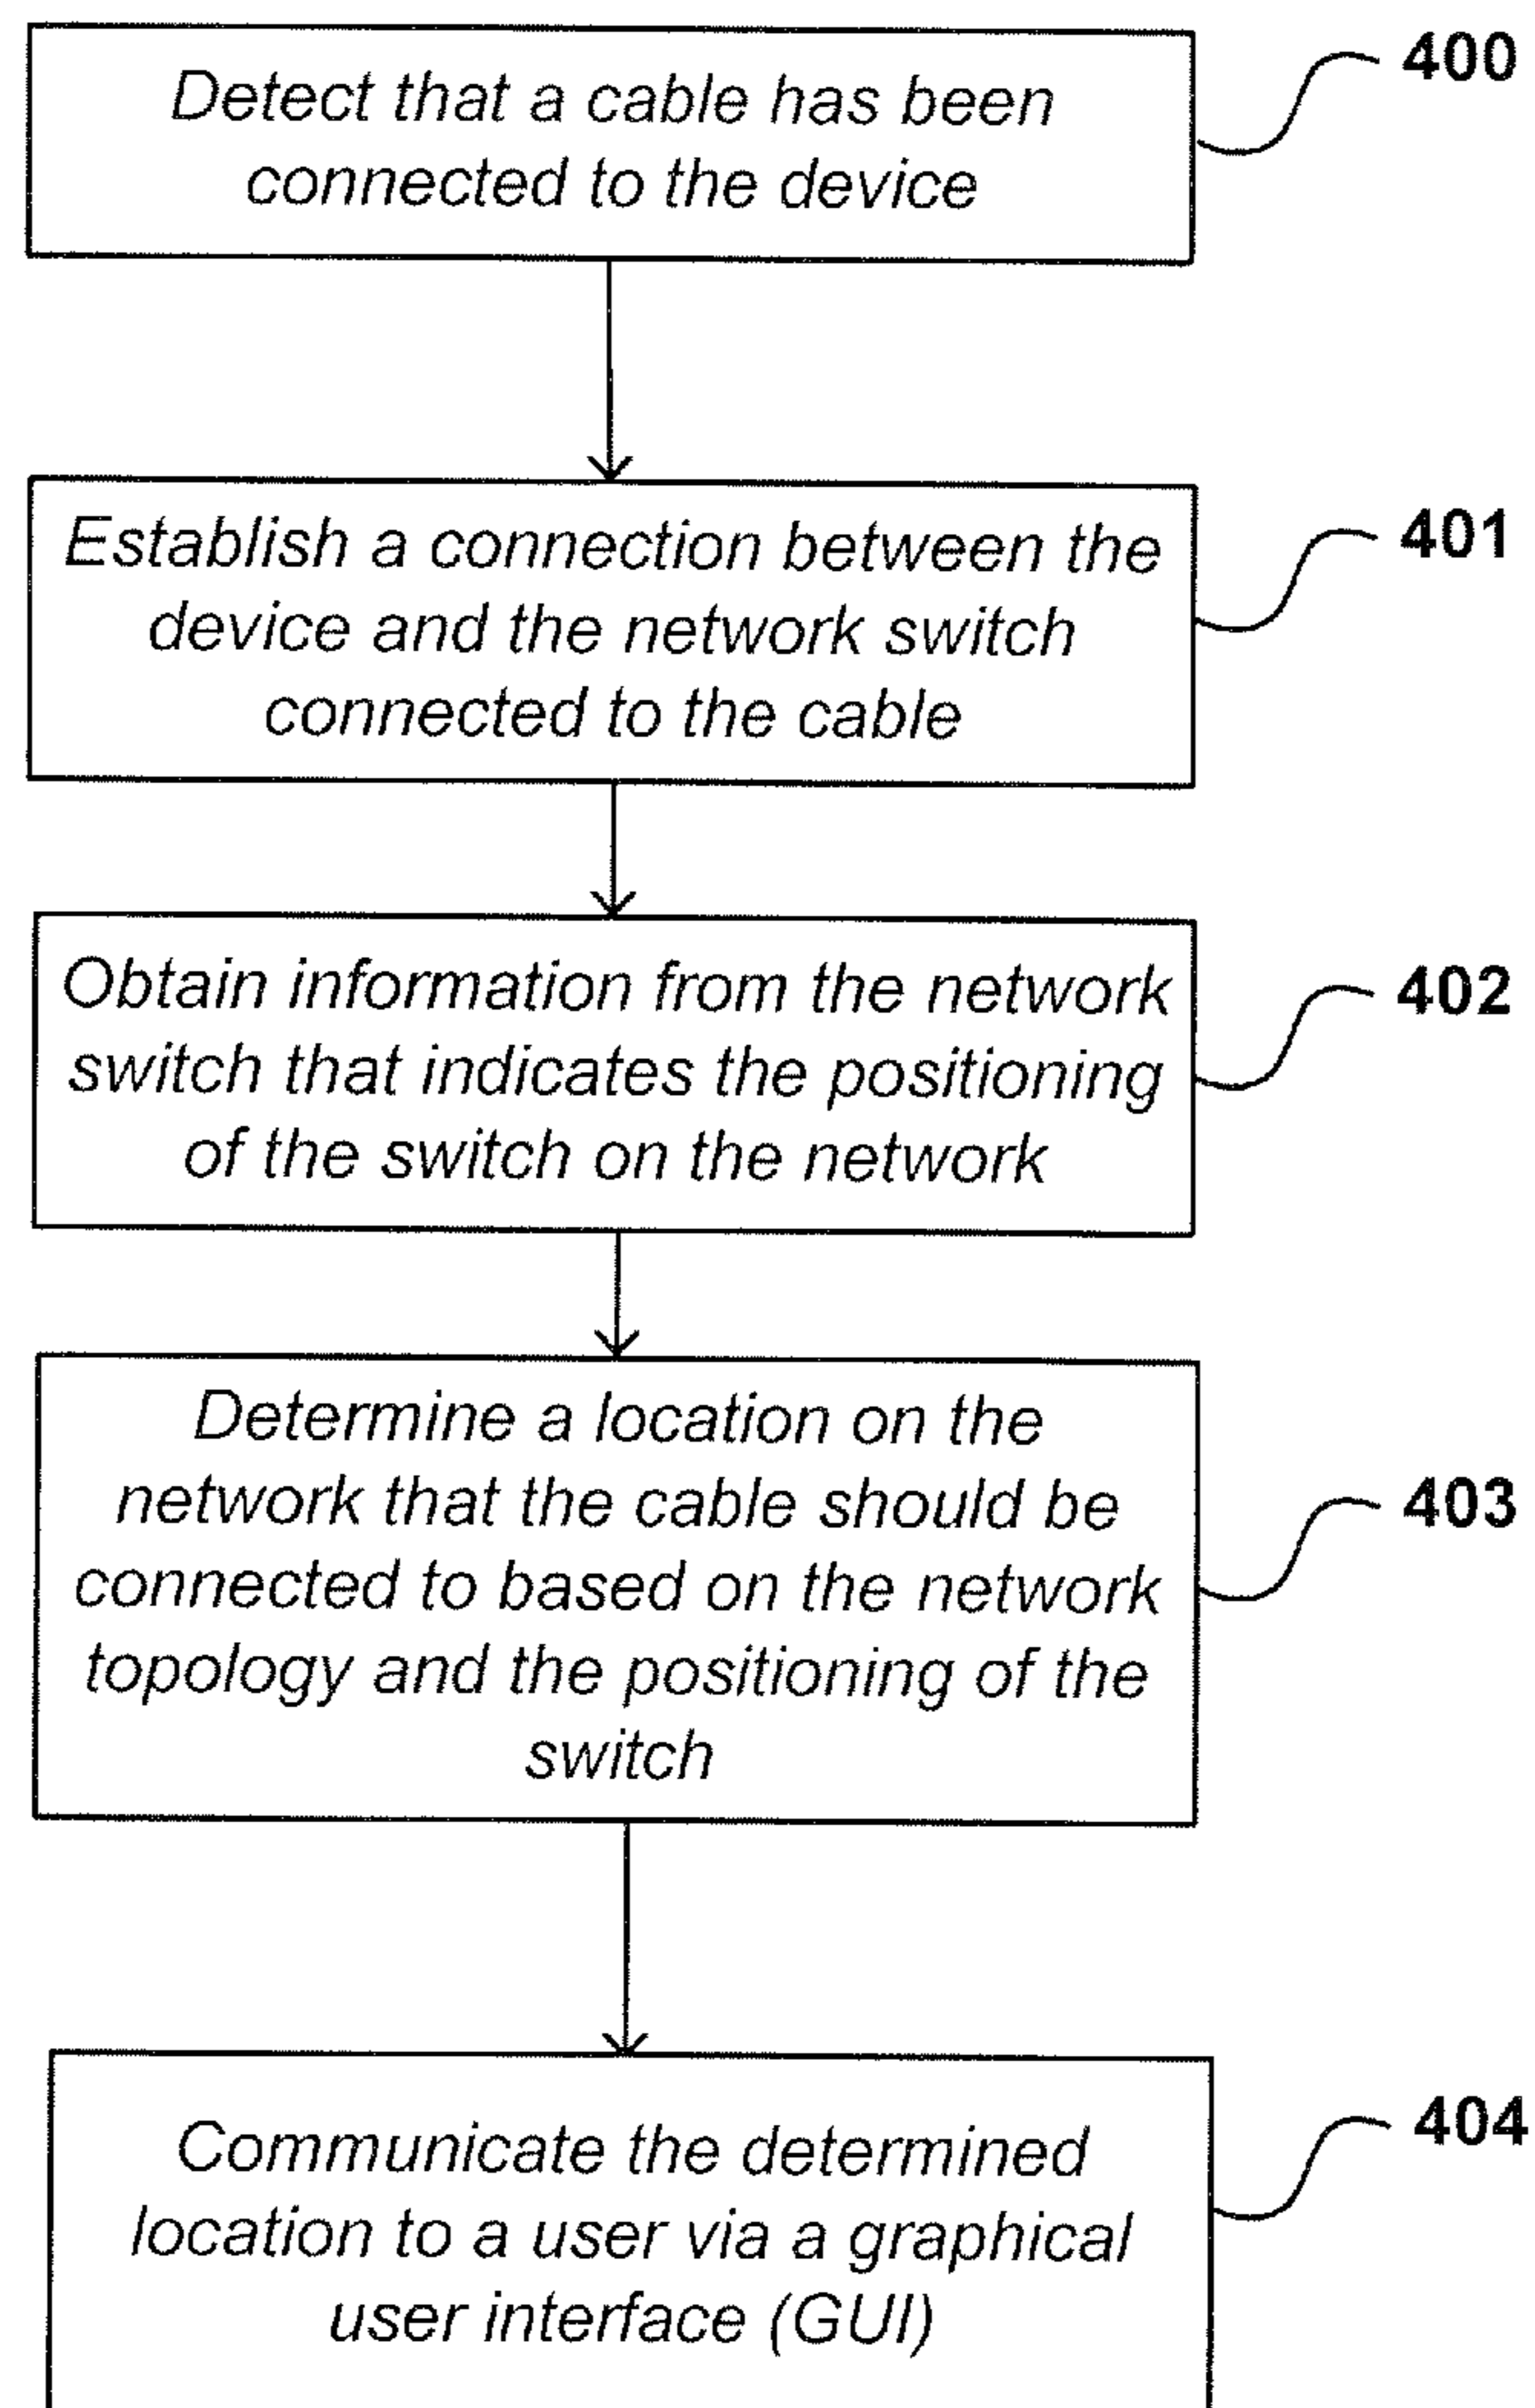 Detect that a cable has been
connected to the device
400
Establish a connection between the
device and the network switch
connected to the cable
401
Obtain information from the network
switch that indicates the positioning
of the switch on the network
402
Determine a location on the
network that the cable should be
connected to based on the network
topology and the positioning of the
switch
403
Communicate the determined
location to a user via a graphical
user interface (GUI)
404